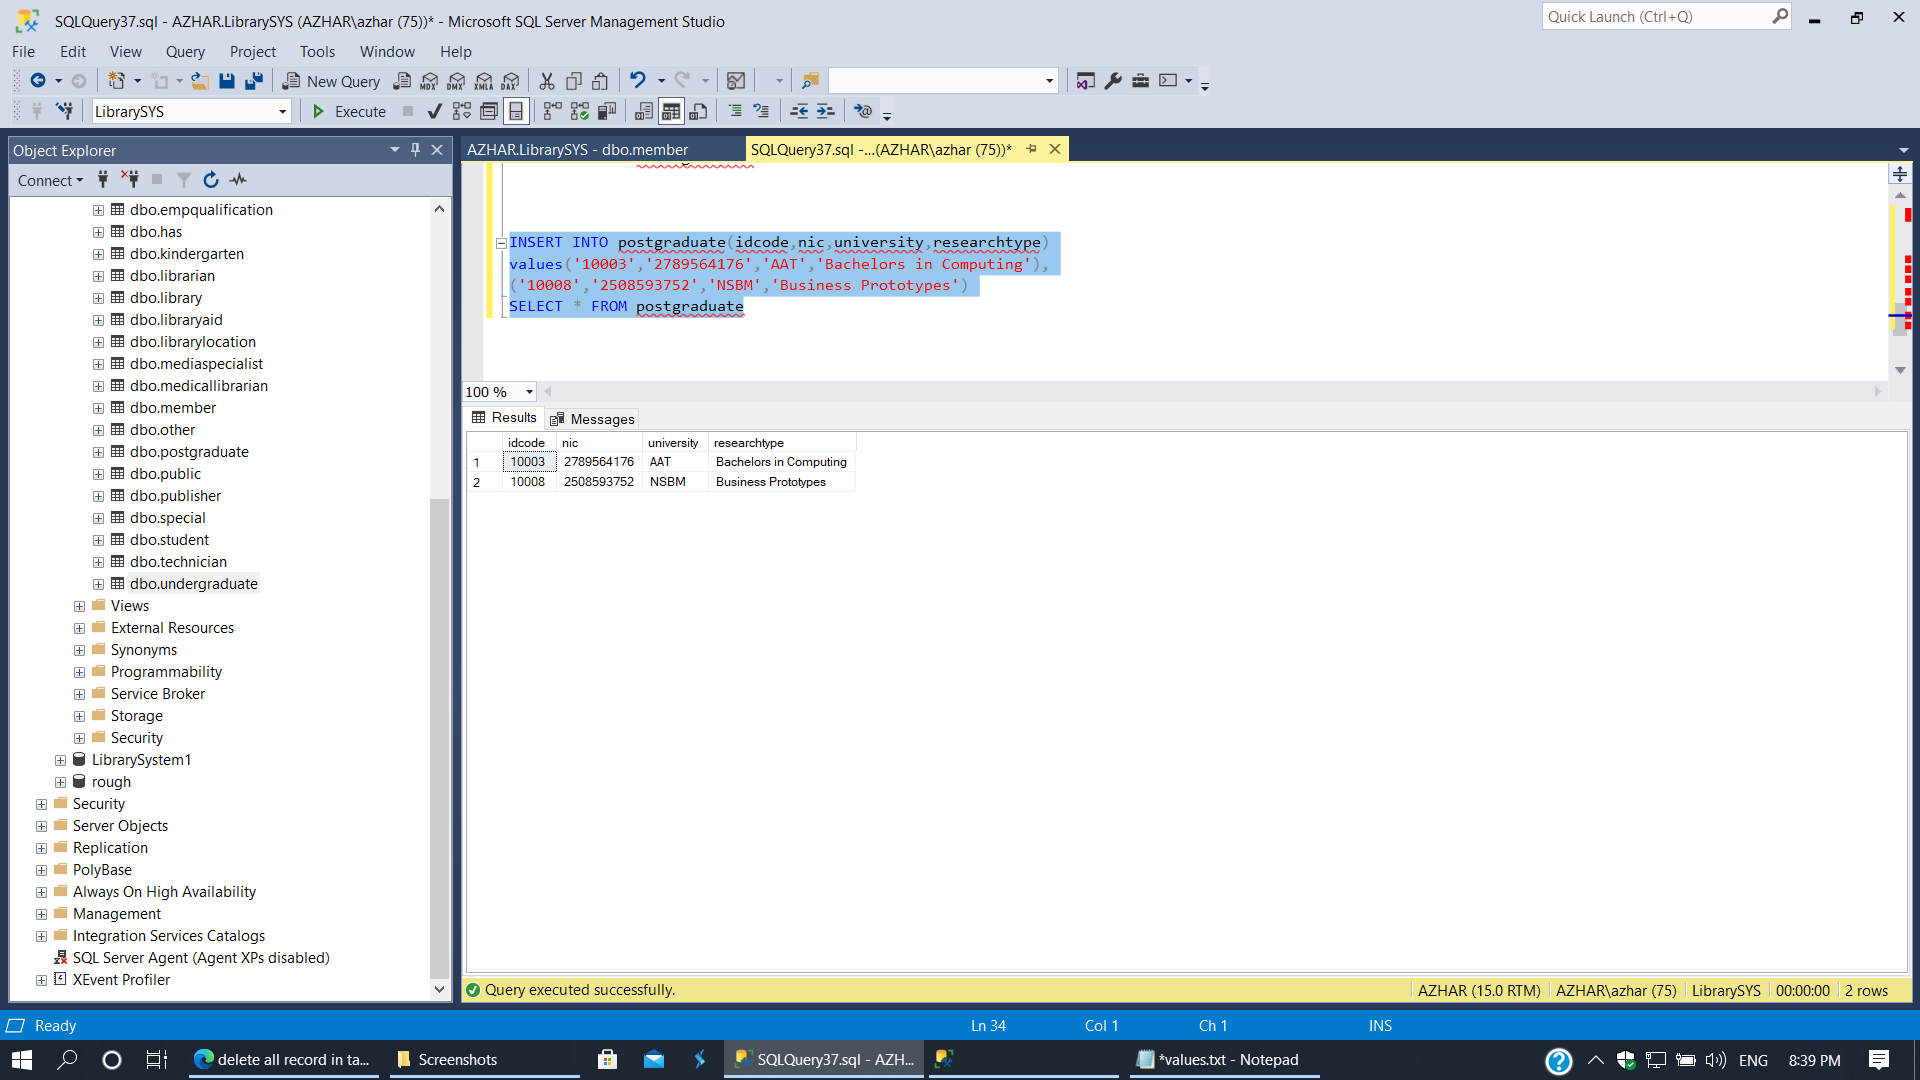 SQLQuery37.sql - AZHAR.LibrarySYS (AZHAR\azhar (75))* - Microsoft SQL Server Management Studio
Quick Launch (Ctrl+Q)
File Edit View Query Project Tools Window Help
New Query MDX DMX XMLA DAX
LibrarySYS Execute
Object Explorer
Connect
dbo.empqualification
dbo.has
dbo.kindergarten
dbo.librarian
dbo.library
dbo.libraryaid
dbo.librarylocation
dbo.mediaspecialist
dbo.medicallibrarian
dbo.member
dbo.other
dbo.postgraduate
dbo.public
dbo.publisher
dbo.special
dbo.student
dbo.technician
dbo.undergraduate
Views
External Resources
Synonyms
Programmability
Service Broker
Storage
Security
LibrarySystem1
rough
Security
Server Objects
Replication
PolyBase
Always On High Availability
Management
Integration Services Catalogs
SQL Server Agent (Agent XPs disabled)
XEvent Profiler
AZHAR.LibrarySYS - dbo.member
SQLQuery37.sql -...(AZHAR\azhar (75))*
INSERT INTO postgraduate(idcode,nic,university,researchtype)
values('10003','2789564176','AAT','Bachelors in Computing'),
('10008','2508593752','NSBM','Business Prototypes')
SELECT * FROM postgraduate
100 %
Results Messages
idcode nic university researchtype
1 10003 2789564176 AAT Bachelors in Computing
2 10008 2508593752 NSBM Business Prototypes
Query executed successfully.
AZHAR (15.0 RTM) AZHAR\azhar (75) LibrarySYS 00:00:00 2 rows
Ready Ln 34 Col 1 Ch 1 INS
delete all record in ta... Screenshots SQLQuery37.sql - AZH... *values.txt - Notepad ENG 8:39 PM